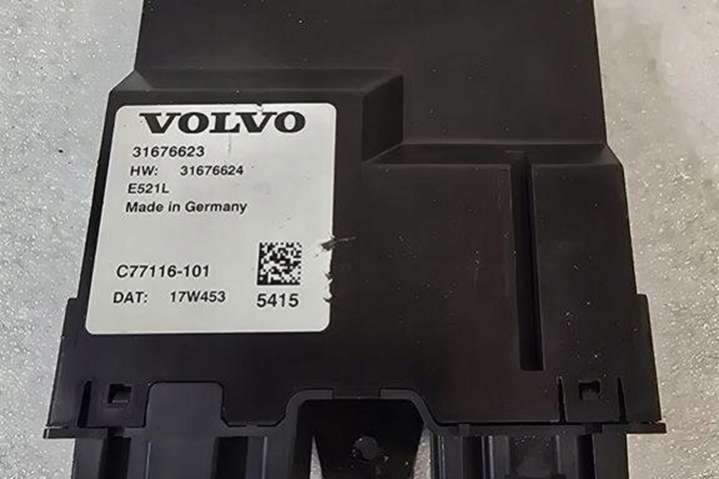 VOLVO
31676623
HW: 31676624
E521L
Made in Germany
C77116-101
DAT: 17W453
5415